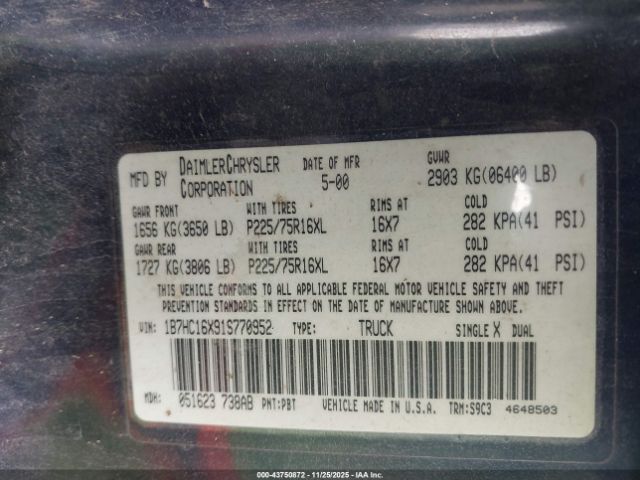 MFD BY DAIMLERCHRYSLER CORPORATION DATE OF MFR 5-00 GVWR 2903 KG(06400 LB)
GAWR FRONT WITH TIRES RIMS AT COLD
1656 KG(3650 LB) P225/75R16XL 16X7 282 KPA(41 PSI)
GAWR REAR WITH TIRES RIMS AT COLD
1727 KG(3806 LB) P225/75R16XL 16X7 282 KPA(41 PSI)
THIS VEHICLE CONFORMS TO ALL APPLICABLE FEDERAL MOTOR VEHICLE SAFETY AND THEFT
PREVENTION STANDARDS IN EFFECT ON THE DATE OF MANUFACTURE SHOWN ABOVE.
VIN: 1B7HC16X91S770952 TYPE: TRUCK SINGLE X DUAL
MDH: 051623 738AB PNT:PBT VEHICLE MADE IN U.S.A. TRM:S9C3 4648503
000-43750872 - 11/25/2025 - IAA Inc.